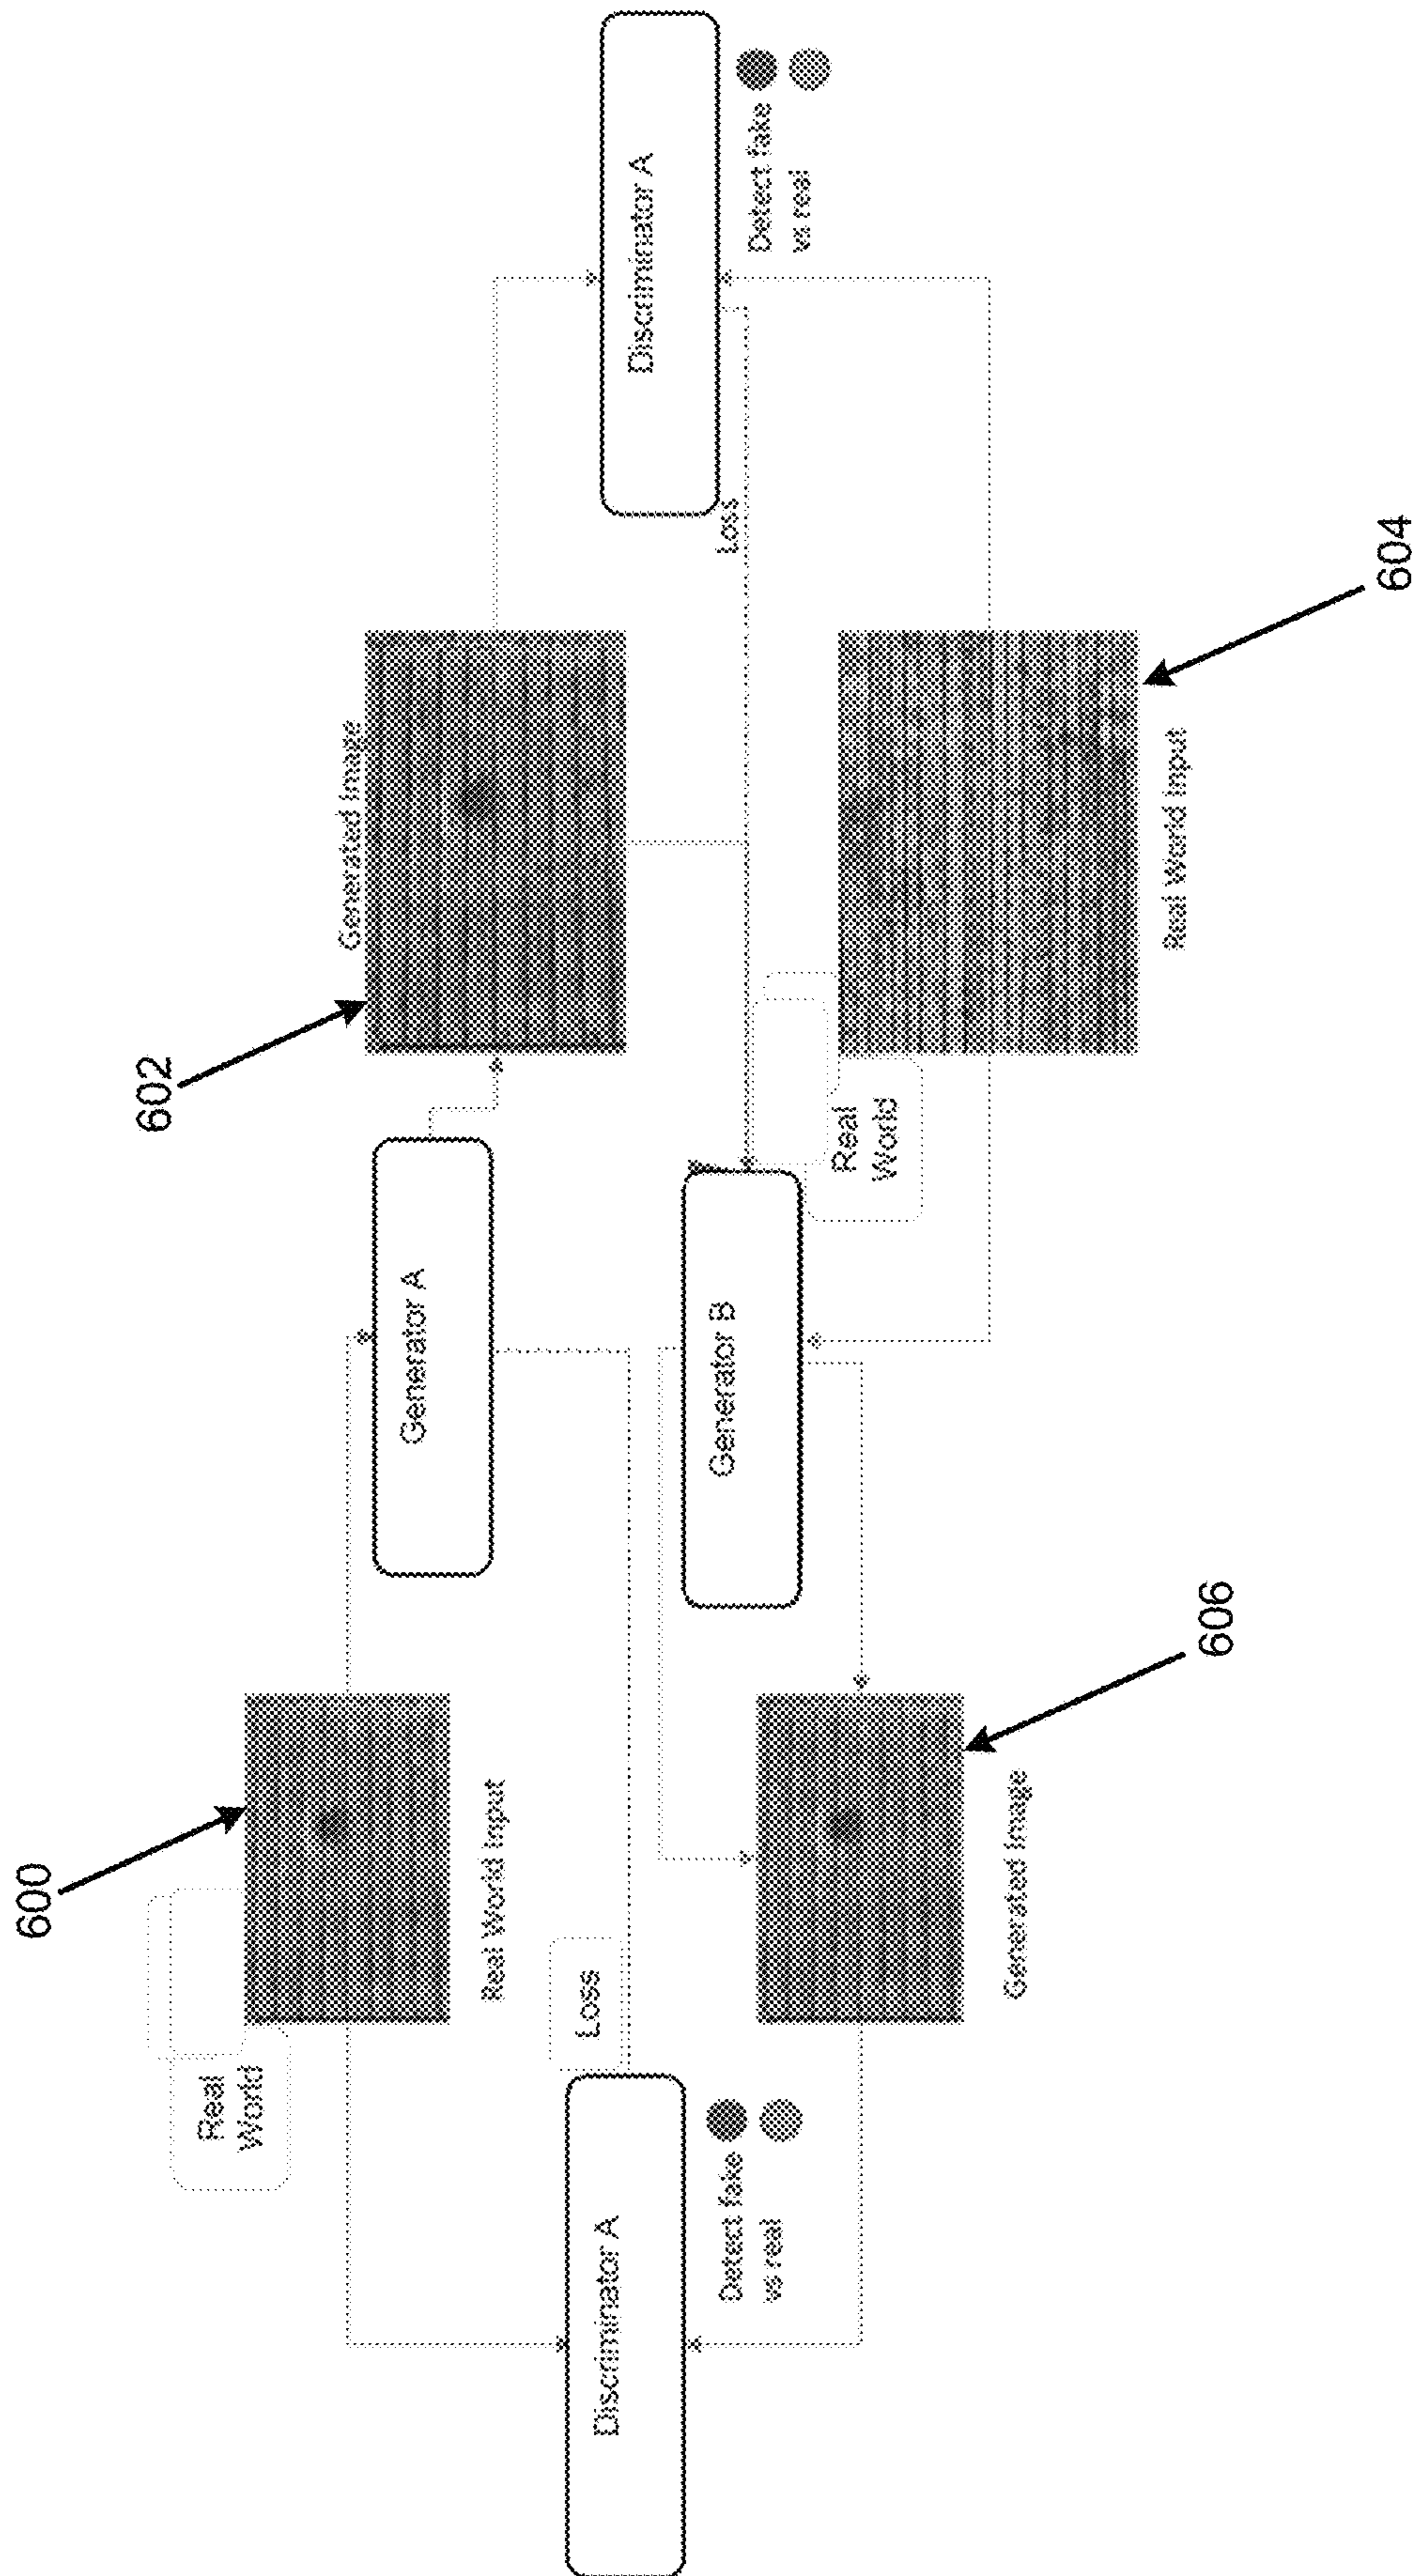 600
Real
World
Real World Input
Loss
Discriminator A
Detect fake
vs real
Generated Image
606
Generator A
Generator B
602
Generated Image
Real
World
Real World Input
604
Loss
Discriminator A
Detect fake
vs real